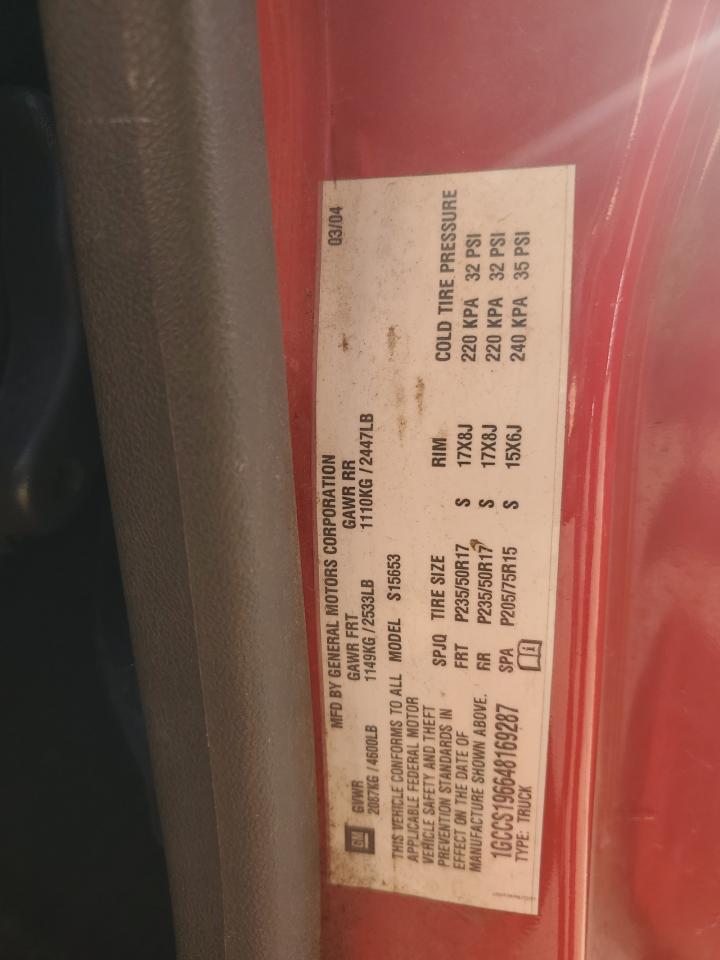 MFD BY GENERAL MOTORS CORPORATION 03/04
GM GVWR GAWR FRT GAWR RR
2087KG / 4600LB 1149KG / 2533LB 1110KG / 2447LB
THIS VEHICLE CONFORMS TO ALL
APPLICABLE FEDERAL MOTOR
VEHICLE SAFETY AND THEFT
PREVENTION STANDARDS IN
EFFECT ON THE DATE OF
MANUFACTURE SHOWN ABOVE.
1GCCS196648169287
TYPE: TRUCK
MODEL S15653
SPJQ TIRE SIZE RIM COLD TIRE PRESSURE
FRT P235/50R17 S 17X8J 220 KPA 32 PSI
RR P235/50R17 S 17X8J 220 KPA 32 PSI
SPA P205/75R15 S 15X6J 240 KPA 35 PSI